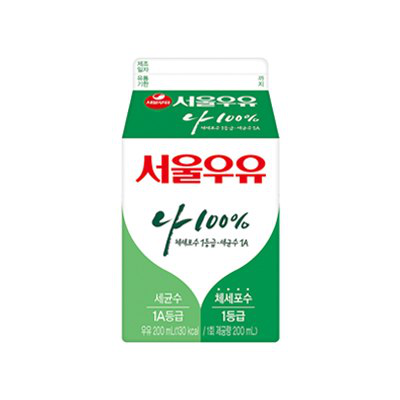 제조
일자
유통
기한
까
지
서울우유 서울우유
나100%
체세포수 1등급·세균수 1A
서울우유
나100%
체세포수 1등급·세균수 1A
세균수 체세포수
1A등급 1등급
우유 200 mL(130 kcal / 1회 제공량 200 mL)